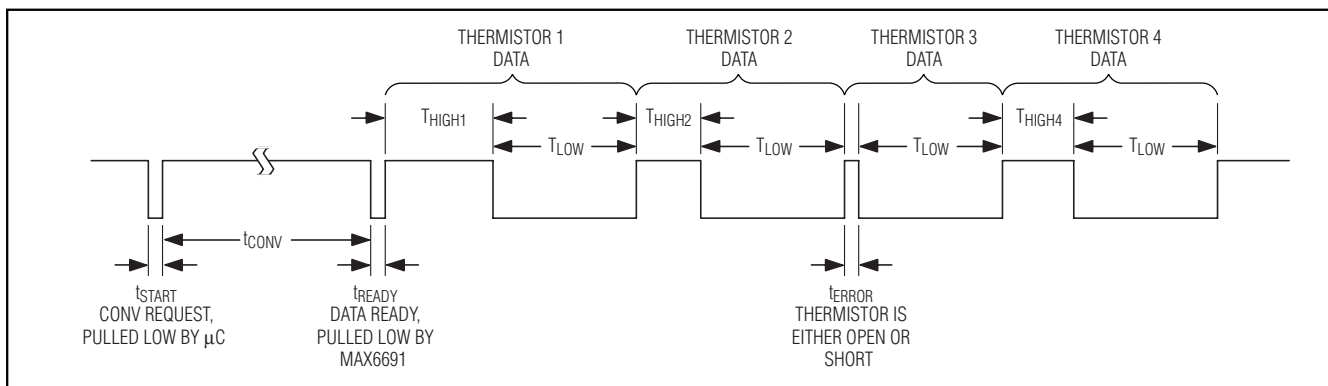 THERMISTOR 1
DATA
THERMISTOR 2
DATA
THERMISTOR 3
DATA
THERMISTOR 4
DATA
THIGH1
TLOW
THIGH2
TLOW
TLOW
THIGH4
TLOW
tCONV
tSTART
CONV REQUEST,
PULLED LOW BY μC
tREADY
DATA READY,
PULLED LOW BY
MAX6691
tERROR
THERMISTOR IS
EITHER OPEN OR
SHORT